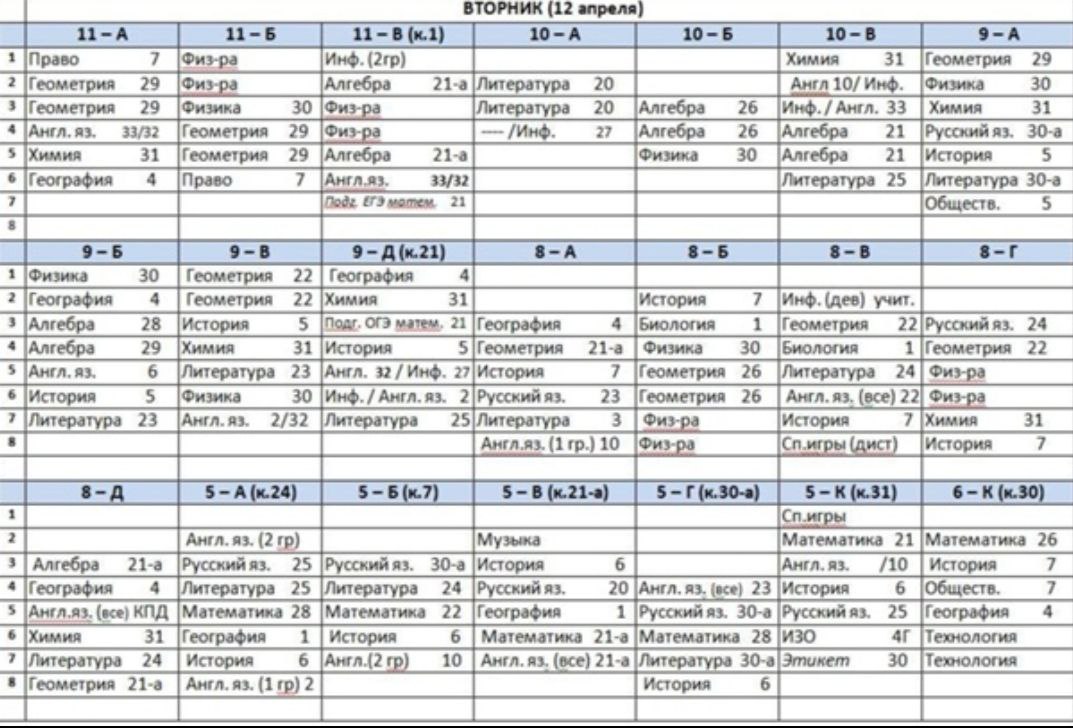 ВТОРНИК (12 апреля)
11 – А 11 – Б 11 – В (к.1) 10 – А 10 – Б 10 – В 9 – А
1 Право 7 Физ-ра Инф. (2гр) Химия 31 Геометрия 29
2 Геометрия 29 Физ-ра Алгебра 21-а Литература 20 Англ 10/ Инф. Физика 30
3 Геометрия 29 Физика 30 Физ-ра Литература 20 Алгебра 26 Инф./ Англ. 33 Химия 31
4 Англ. яз. 33/32 Геометрия 29 Физ-ра ---- /Инф. 27 Алгебра 26 Алгебра 21 Русский яз. 30-а
5 Химия 31 Геометрия 29 Алгебра 21-а Физика 30 Алгебра 21 История 5
6 География 4 Право 7 Англ.яз. 33/32 Литература 25 Литература 30-а
7 Подг. ЕГЭ матем. 21 Обществ. 5
8
9 – Б 9 – В 9 – Д (к.21) 8 – А 8 – Б 8 – В 8 – Г
1 Физика 30 Геометрия 22 География 4
2 География 4 Геометрия 22 Химия 31 История 7 Инф. (дев) учит.
3 Алгебра 28 История 5 Подг. ОГЭ матем. 21 География 4 Биология 1 Геометрия 22 Русский яз. 24
4 Алгебра 29 Химия 31 История 5 Геометрия 21-а Физика 30 Биология 1 Геометрия 22
5 Англ. яз. 6 Литература 23 Англ. 32 / Инф. 27 История 7 Геометрия 26 Литература 24 Физ-ра
6 История 5 Физика 30 Инф./ Англ. яз. 2 Русский яз. 23 Геометрия 26 Англ. яз. (все) 22 Физ-ра
7 Литература 23 Англ. яз. 2/32 Литература 25 Литература 3 Физ-ра История 7 Химия 31
8 Англ.яз. (1 гр.) 10 Физ-ра Сп.игры (дист) История 7
8 – Д 5 – А (к.24) 5 – Б (к.7) 5 – В (к.21-а) 5 – Г (к.30-а) 5 – К (к.31) 6 – К (к.30)
1 Сп.игры
2 Англ. яз. (2 гр) Музыка Математика 21 Математика 26
3 Алгебра 21-а Русский яз. 25 Русский яз. 30-а История 6 Англ. яз. /10 История 7
4 География 4 Литература 25 Литература 24 Русский яз. 20 Англ. яз. (все) 23 История 6 Обществ. 7
5 Англ.яз. (все) КПД Математика 28 Математика 22 География 1 Русский яз. 30-а Русский яз. 25 География 4
6 Химия 31 География 1 История 6 Математика 21-а Математика 28 ИЗО 4Г Технология
7 Литература 24 История 6 Англ.(2 гр) 10 Англ. яз. (все) 21-а Литература 30-а Этикет 30 Технология
8 Геометрия 21-а Англ. яз. (1 гр) 2 История 6